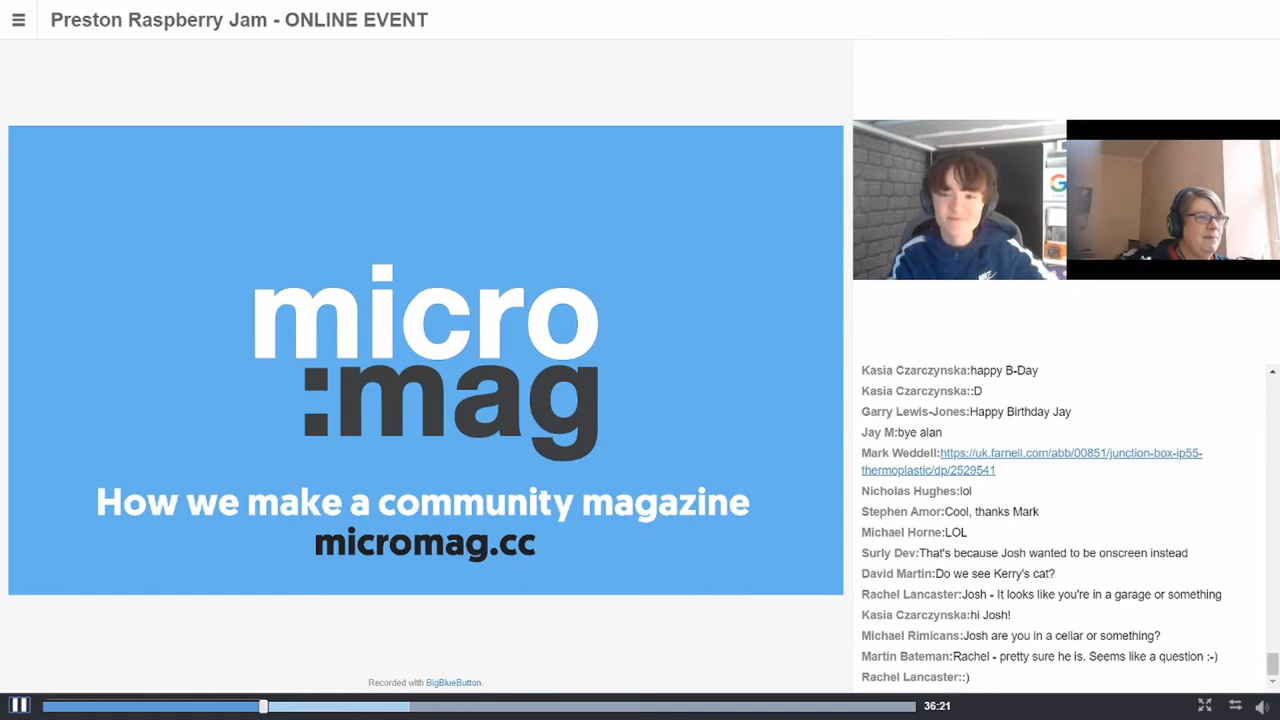 Preston Raspberry Jam - ONLINE EVENT
micro
:mag
How we make a community magazine
micromag.cc
Recorded with BigBlueButton.
G
Kasia Czarczynska:happy B-Day
Kasia Czarczynska::D
Garry Lewis-Jones:Happy Birthday Jay
Jay M:bye alan
Mark Weddell:https://uk.farnell.com/abb/00851/junction-box-ip55-
thermoplastic/dp/2529541
Nicholas Hughes:lol
Stephen Amor:Cool, thanks Mark
Michael Horne:LOL
Surly Dev:That's because Josh wanted to be onscreen instead
David Martin:Do we see Kerry's cat?
Rachel Lancaster:Josh - It looks like you're in a garage or something
Kasia Czarczynska:hi Josh!
Michael Rimicans:Josh are you in a cellar or something?
Martin Bateman:Rachel - pretty sure he is. Seems like a question :-)
Rachel Lancaster::)
36:21